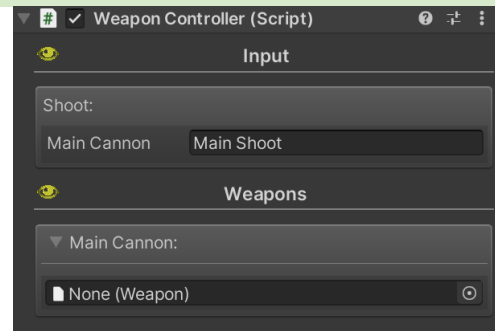 Weapon Controller (Script)
Input
Shoot:
Main Cannon Main Shoot
Weapons
Main Cannon:
None (Weapon)